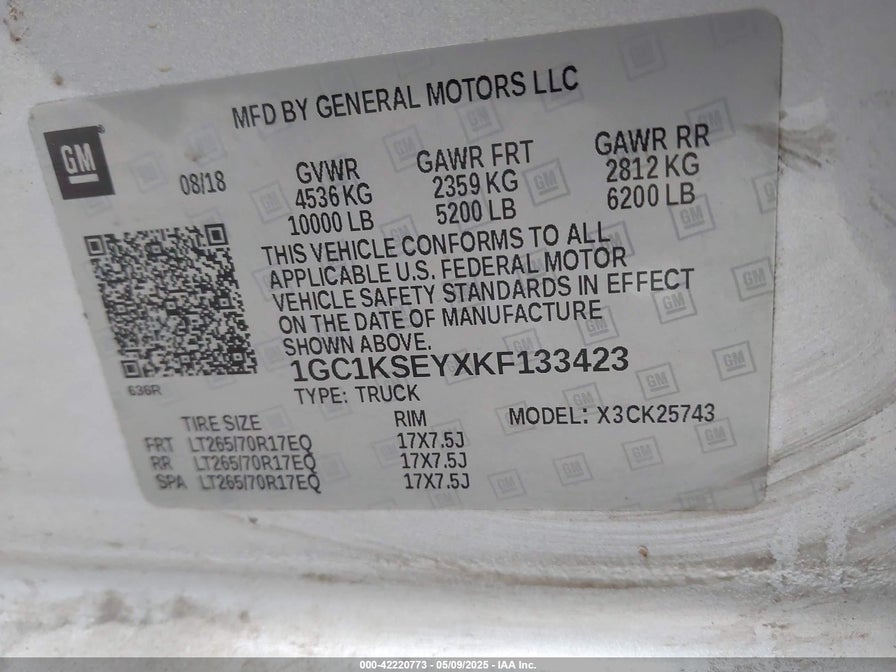 MFD BY GENERAL MOTORS LLC
GM
08/18
GVWR
4536 KG
10000 LB
GAWR FRT
2359 KG
5200 LB
GAWR RR
2812 KG
6200 LB
THIS VEHICLE CONFORMS TO ALL
APPLICABLE U.S. FEDERAL MOTOR
VEHICLE SAFETY STANDARDS IN EFFECT
ON THE DATE OF MANUFACTURE
SHOWN ABOVE.
1GC1KSEYXKF133423
636R
TYPE: TRUCK
MODEL: X3CK25743
TIRE SIZE RIM
FRT LT265/70R17EQ 17X7.5J
RR LT265/70R17EQ 17X7.5J
SPA LT265/70R17EQ 17X7.5J
000-42220773 - 05/09/2025 - IAA Inc.